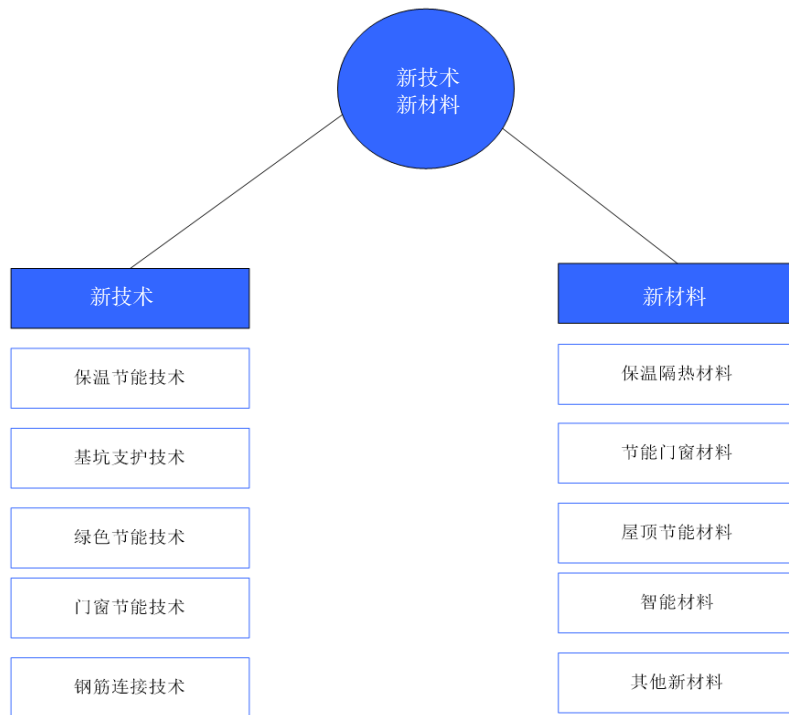 新技术
新材料
新技术
保温节能技术
基坑支护技术
绿色节能技术
门窗节能技术
钢筋连接技术
新材料
保温隔热材料
节能门窗材料
屋顶节能材料
智能材料
其他新材料